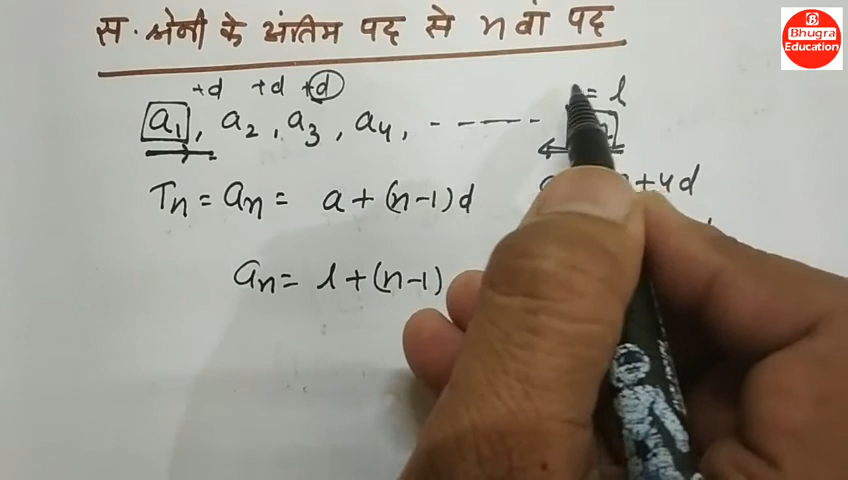 स. श्रेनी के अंतिम पद से n वां पद
Bhugra
Education
+d +d +d
a1, a2, a3, a4, - - - - - = l
Tn = an = a + (n-1)d
+4d
an = l + (n-1)